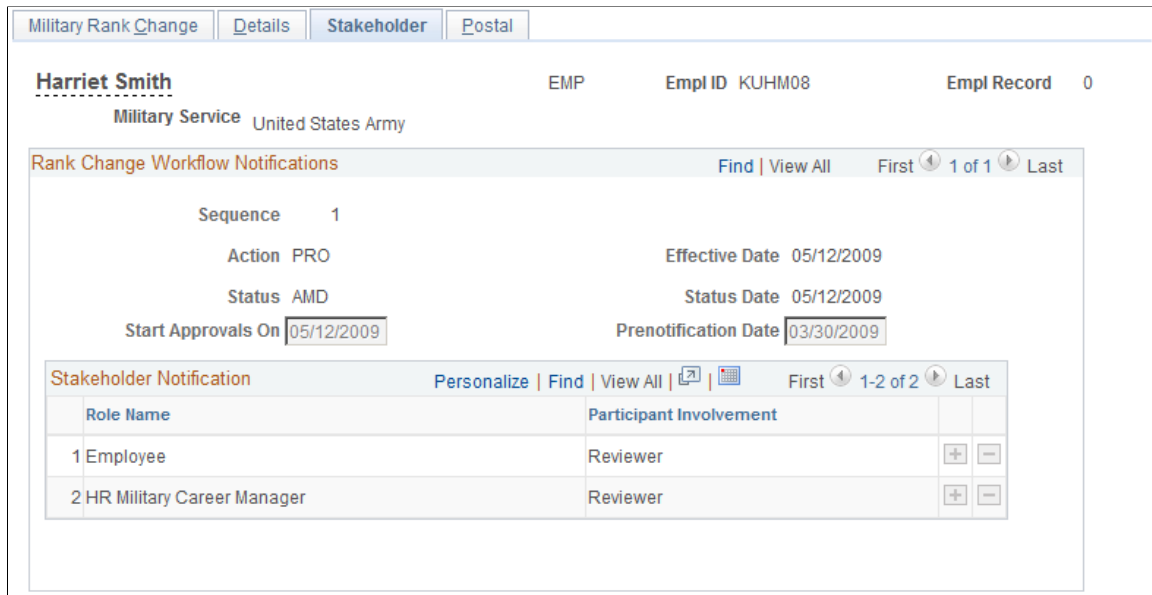 Military Rank Change Details Stakeholder Postal
Harriet Smith EMP Empl ID KUHM08 Empl Record 0
Military Service United States Army
Rank Change Workflow Notifications Find | View All First 1 of 1 Last
Sequence 1
Action PRO Effective Date 05/12/2009
Status AMD Status Date 05/12/2009
Start Approvals On 05/12/2009 Prenotification Date 03/30/2009
Stakeholder Notification Personalize | Find | View All | | First 1-2 of 2 Last
Role Name Participant Involvement
1 Employee Reviewer
2 HR Military Career Manager Reviewer